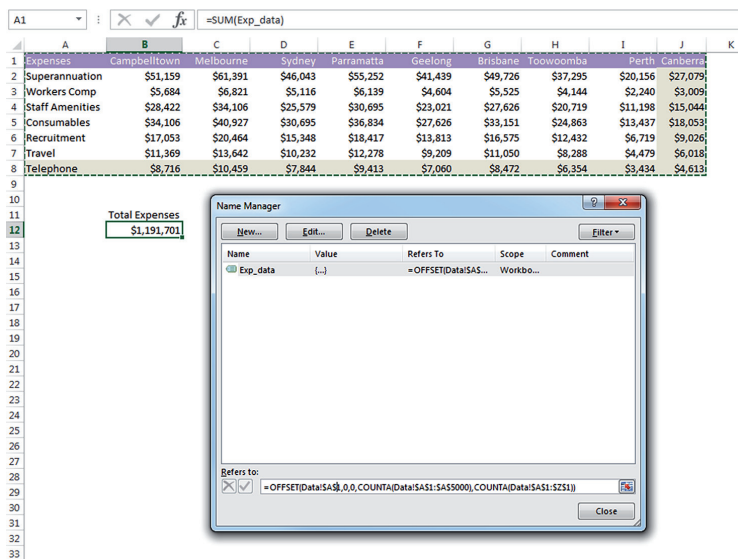 A1 fx =SUM(Exp_data)
A B C D E F G H I J K
1 Expenses Campbelltown Melbourne Sydney Parramatta Geelong Brisbane Toowoomba Perth Canberra
2 Superannuation $51,159 $61,391 $46,043 $55,252 $41,439 $49,726 $37,295 $20,156 $27,079
3 Workers Comp $5,684 $6,821 $5,116 $6,139 $4,604 $5,525 $4,144 $2,240 $3,009
4 Staff Amenities $28,422 $34,106 $25,579 $30,695 $23,021 $27,626 $20,719 $11,198 $15,044
5 Consumables $34,106 $40,927 $30,695 $36,834 $27,626 $33,151 $24,863 $13,437 $18,053
6 Recruitment $17,053 $20,464 $15,348 $18,417 $13,813 $16,575 $12,432 $6,719 $9,026
7 Travel $11,369 $13,642 $10,232 $12,278 $9,209 $11,050 $8,288 $4,479 $6,018
8 Telephone $8,716 $10,459 $7,844 $9,413 $7,060 $8,472 $6,354 $3,434 $4,613
9
10
11 Total Expenses
12 $1,191,701
13
14
15
16
17
18
19
20
21
22
23
24
25
26
27
28
29
30
31
32
33
Name Manager ? X
New... Edit... Delete Filter
Name Value Refers To Scope Comment
Exp_data {...} =OFFSET(Data!$A$... Workbo...
Refers to:
=OFFSET(Data!$A$1,0,0,COUNTA(Data!$A$1:$A$5000),COUNTA(Data!$A$1:$Z$1))
Close